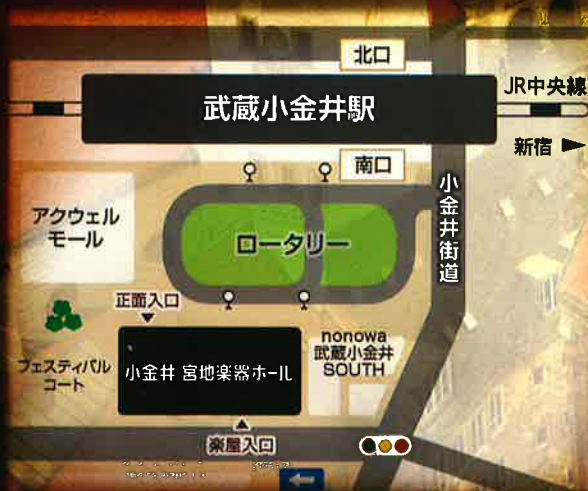 北口
武蔵小金井駅
JR中央線
新宿
南口
小金井街道
アクウェル
モール
ロータリー
正面入口
フェスティバル
コート
小金井 宮地楽器ホール
nonowa
武蔵小金井
SOUTH
楽屋入口